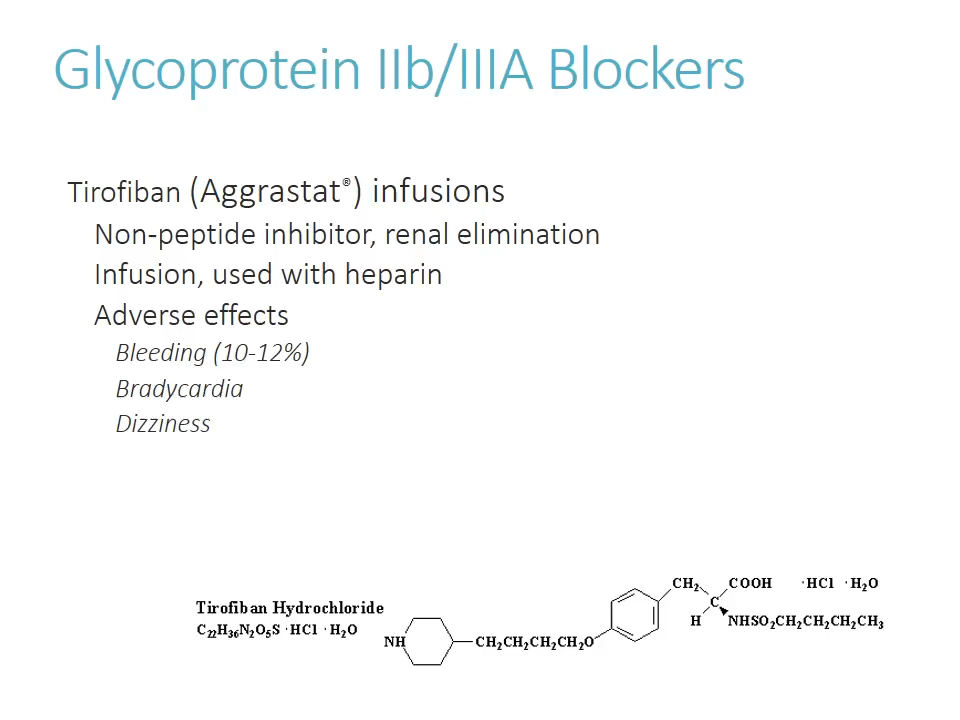 Glycoprotein IIb/IIIA Blockers
Tirofiban (Aggrastat®) infusions
Non-peptide inhibitor, renal elimination
Infusion, used with heparin
Adverse effects
Bleeding (10-12%)
Bradycardia
Dizziness
Tirofiban Hydrochloride
C₂₂H₃₆N₂O₅S ·HCl ·H₂O
CH₂ COOH ·HCl ·H₂O
C
H NHSO₂CH₂CH₂CH₂CH₃
NH CH₂CH₂CH₂CH₂O